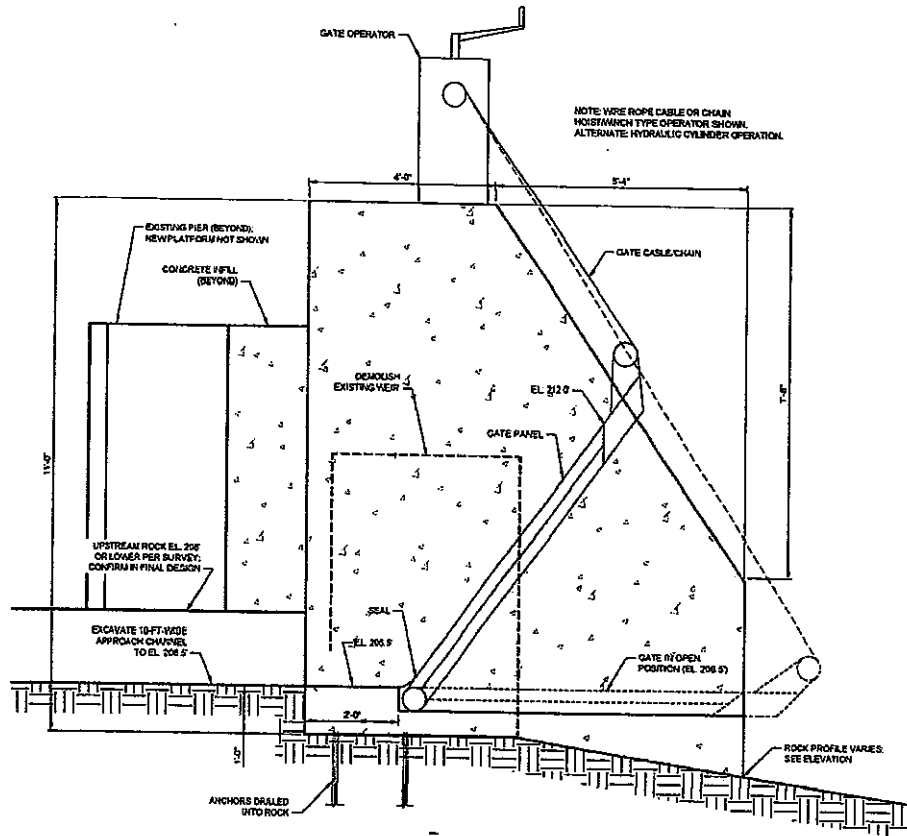 GATE OPERATOR
NOTE: WIRE ROPE CABLE OR CHAIN
HOIST/WINCH TYPE OPERATOR SHOWN.
ALTERNATE: HYDRAULIC CYLINDER OPERATION.
4'-0"
5'-4"
EXISTING PIER (BEYOND);
NEW PLATFORM NOT SHOWN
CONCRETE INFILL
(BEYOND)
GATE CABLE/CHAIN
DEMOLISH
EXISTING WEIR
EL. 212.0'
7'-8"
GATE PANEL
11'-0"
UPSTREAM ROCK EL. 208'
OR LOWER PER SURVEY;
CONFIRM IN FINAL DESIGN
SEAL
EXCAVATE 10-FT-WIDE
APPROACH CHANNEL
TO EL. 206.5'
EL. 206.5'
GATE IN OPEN
POSITION (EL. 206.5')
2'-0"
1'-0"
ROCK PROFILE VARIES:
SEE ELEVATION
ANCHORS DRILLED
INTO ROCK